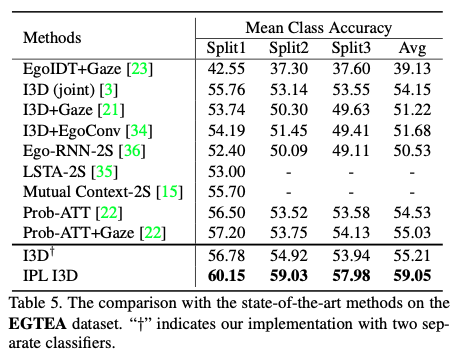 Methods Mean Class Accuracy
Split1 Split2 Split3 Avg
EgoIDT+Gaze [23] 42.55 37.30 37.60 39.13
I3D (joint) [3] 55.76 53.14 53.55 54.15
I3D+Gaze [21] 53.74 50.30 49.63 51.22
I3D+EgoConv [34] 54.19 51.45 49.41 51.68
Ego-RNN-2S [36] 52.40 50.09 49.11 50.53
LSTA-2S [35] 53.00 - - -
Mutual Context-2S [15] 55.70 - - -
Prob-ATT [22] 56.50 53.52 53.58 54.53
Prob-ATT+Gaze [22] 57.20 53.75 54.13 55.03
I3D† 56.78 54.92 53.94 55.21
IPL I3D 60.15 59.03 57.98 59.05
Table 5. The comparison with the state-of-the-art methods on the
EGTEA dataset. “†” indicates our implementation with two sep-
arate classifiers.